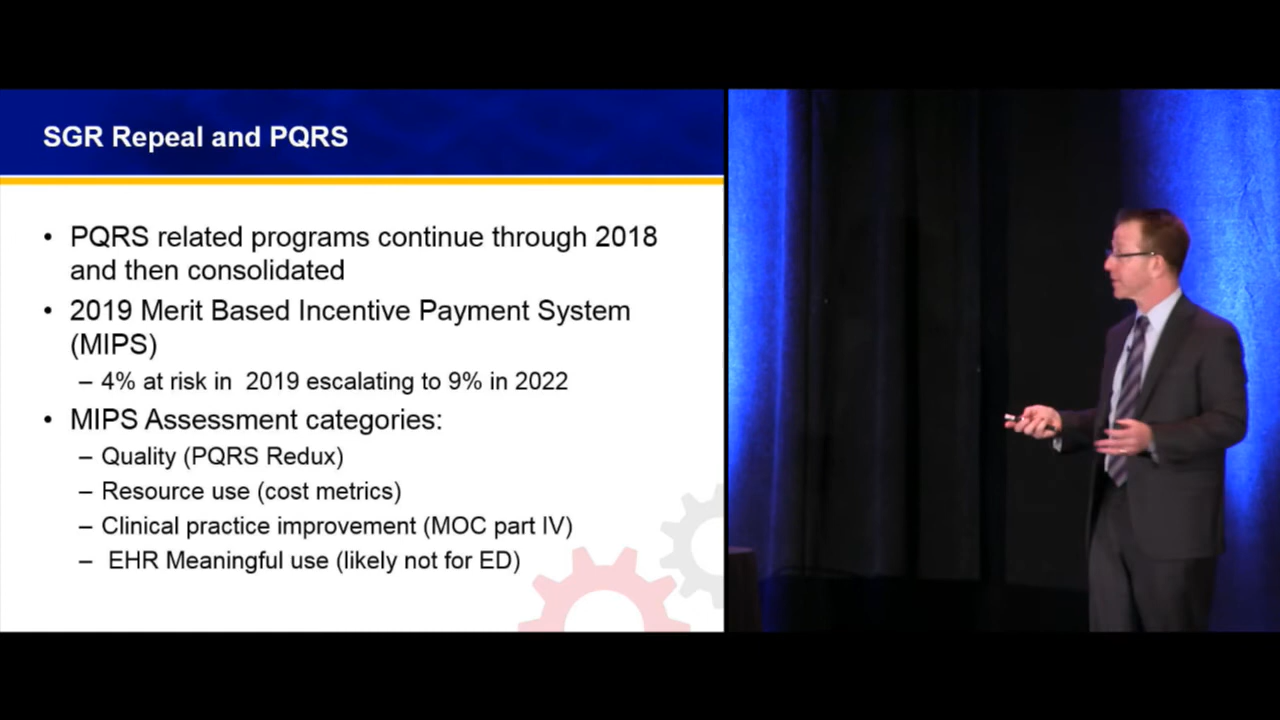 SGR Repeal and PQRS
• PQRS related programs continue through 2018
and then consolidated
• 2019 Merit Based Incentive Payment System
(MIPS)
– 4% at risk in  2019 escalating to 9% in 2022
• MIPS Assessment categories:
– Quality (PQRS Redux)
– Resource use (cost metrics)
– Clinical practice improvement (MOC part IV)
–  EHR Meaningful use (likely not for ED)